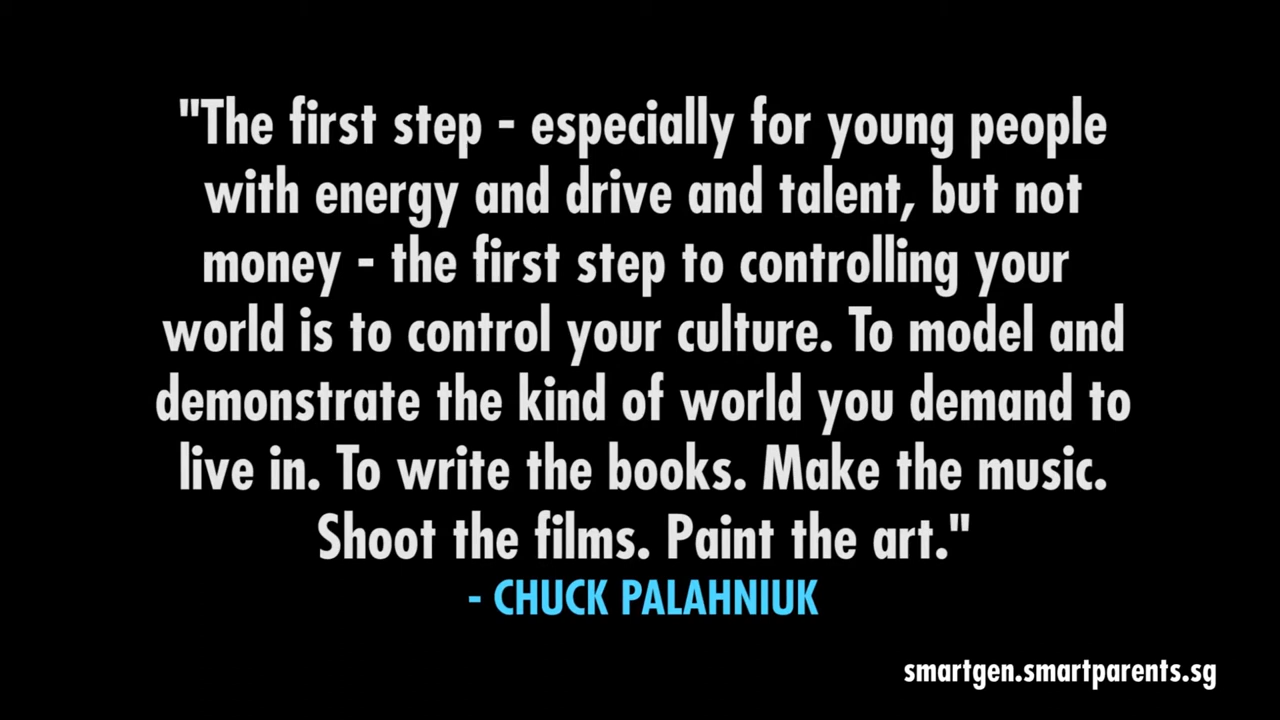 "The first step - especially for young people
with energy and drive and talent, but not
money - the first step to controlling your
world is to control your culture. To model and
demonstrate the kind of world you demand to
live in. To write the books. Make the music.
Shoot the films. Paint the art."
- CHUCK PALAHNIUK
smartgen.smartparents.sg